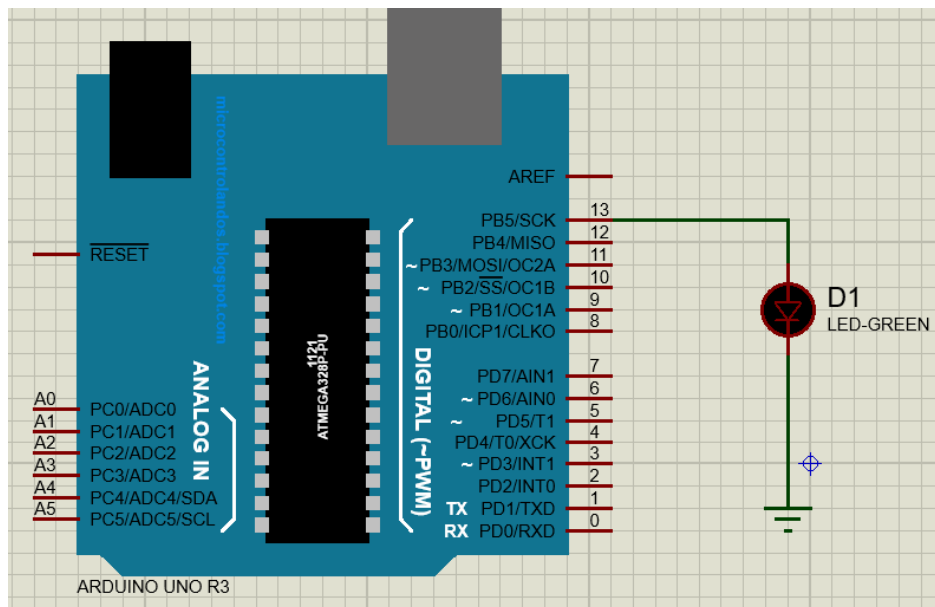 microcontrolandos.blogspot.com
AREF
PB5/SCK 13
PB4/MISO 12
~PB3/MOSI/OC2A 11
~ PB2/SS/OC1B 10
~ PB1/OC1A 9
PB0/ICP1/CLKO 8
RESET
D1
LED-GREEN
1121
ATMEGA328P-PU
DIGITAL (~PWM)
ANALOG IN
PD7/AIN1 7
~ PD6/AIN0 6
~ PD5/T1 5
PD4/T0/XCK 4
~ PD3/INT1 3
PD2/INT0 2
TX PD1/TXD 1
RX PD0/RXD 0
A0 PC0/ADC0
A1 PC1/ADC1
A2 PC2/ADC2
A3 PC3/ADC3
A4 PC4/ADC4/SDA
A5 PC5/ADC5/SCL
ARDUINO UNO R3